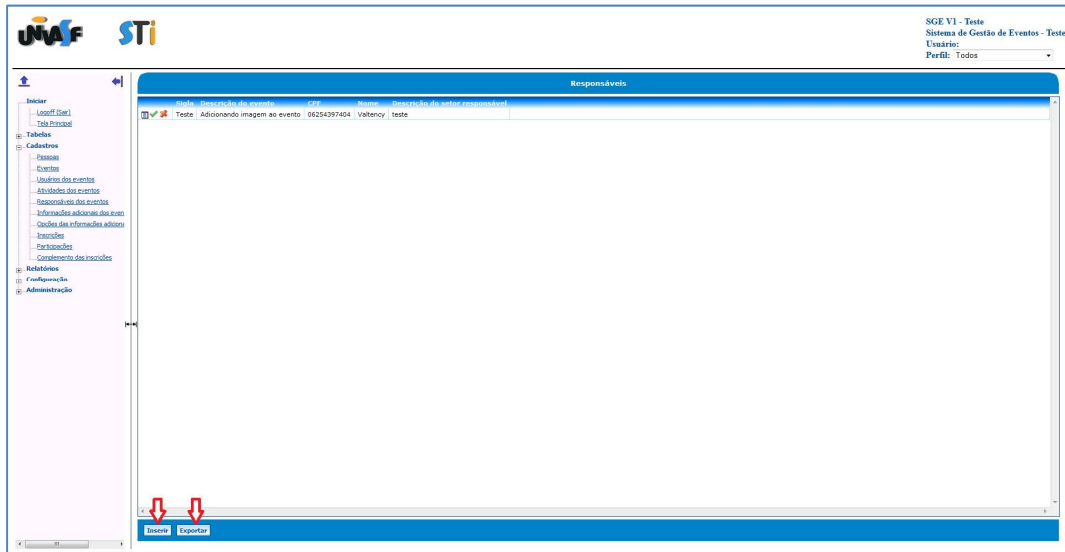 UNIVASF STi
SGE V1 - Teste
Sistema de Gestão de Eventos - Teste
Usuário:
Perfil: Todos
Iniciar
Logoff (Sair)
Tela Principal
Tabelas
Cadastros
Pessoas
Eventos
Usuários dos eventos
Atividades dos eventos
Responsáveis dos eventos
Informações adicionais dos even
Opções das informações adiciona
Inscrições
Participações
Complemento das inscrições
Relatórios
Configuração
Administração
Responsáveis
Sigla Descrição do evento CPF Nome Descrição do setor responsável
Teste Adicionando imagem ao evento 06254397404 Valtency teste
Inserir Exportar